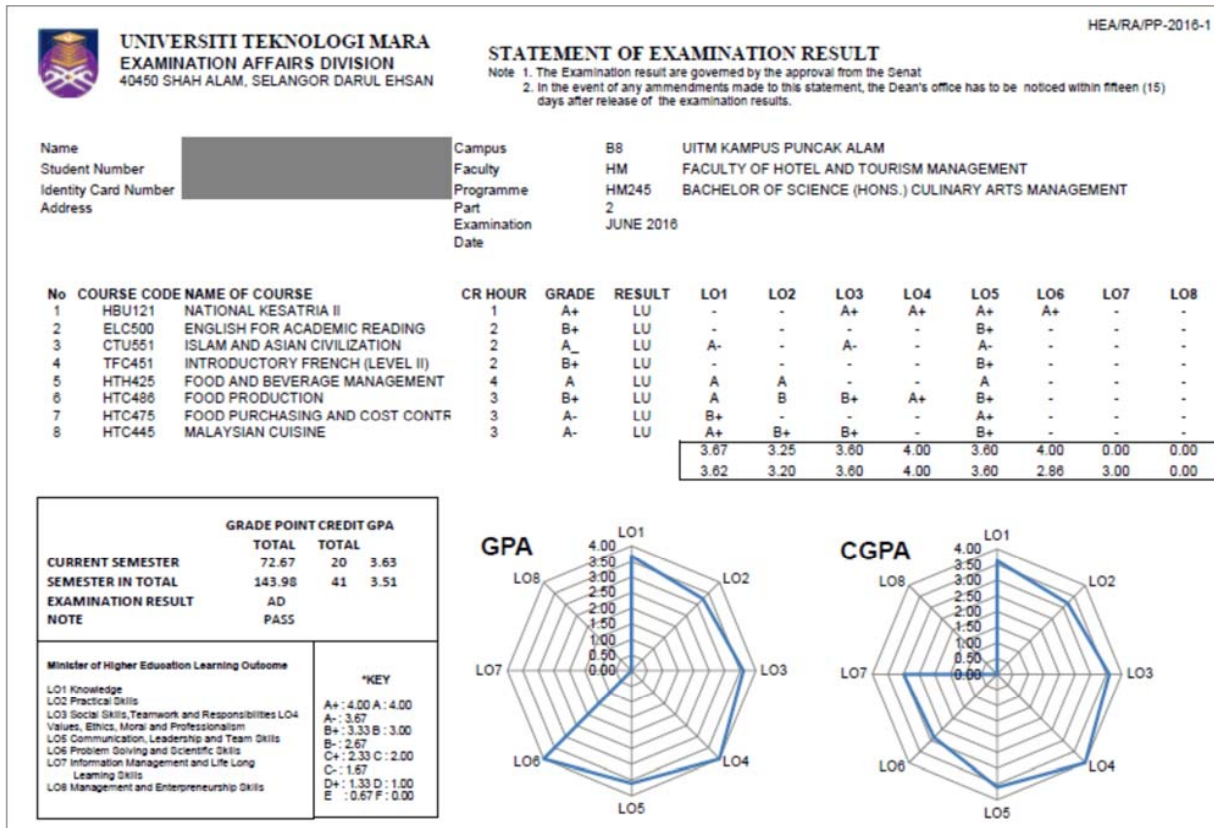 HEA/RA/PP-2016-1
UNIVERSITI TEKNOLOGI MARA
EXAMINATION AFFAIRS DIVISION
40450 SHAH ALAM, SELANGOR DARUL EHSAN
STATEMENT OF EXAMINATION RESULT
Note 1. The Examination result are governed by the approval from the Senat
2. In the event of any ammendments made to this statement, the Dean's office has to be noticed within fifteen (15)
days after release of the examination results.
Name
Student Number
Identity Card Number
Address
Campus B8 UITM KAMPUS PUNCAK ALAM
Faculty HM FACULTY OF HOTEL AND TOURISM MANAGEMENT
Programme HM245 BACHELOR OF SCIENCE (HONS.) CULINARY ARTS MANAGEMENT
Part 2
Examination JUNE 2016
Date
No COURSE CODE NAME OF COURSE CR HOUR GRADE RESULT LO1 LO2 LO3 LO4 LO5 LO6 LO7 LO8
1 HBU121 NATIONAL KESATRIA II 1 A+ LU - - A+ A+ A+ A+ - -
2 ELC500 ENGLISH FOR ACADEMIC READING 2 B+ LU - - - - B+ - - -
3 CTU551 ISLAM AND ASIAN CIVILIZATION 2 A_ LU A- - A- - A- - - -
4 TFC451 INTRODUCTORY FRENCH (LEVEL II) 2 B+ LU - - - - B+ - - -
5 HTH425 FOOD AND BEVERAGE MANAGEMENT 4 A LU A A - - A - - -
6 HTC486 FOOD PRODUCTION 3 B+ LU A B B+ A+ B+ - - -
7 HTC475 FOOD PURCHASING AND COST CONTR 3 A- LU B+ - - - A+ - - -
8 HTC445 MALAYSIAN CUISINE 3 A- LU A+ B+ B+ - B+ - - -
3.67 3.25 3.60 4.00 3.60 4.00 0.00 0.00
3.62 3.20 3.60 4.00 3.60 2.86 3.00 0.00
GRADE POINT CREDIT GPA
TOTAL TOTAL
CURRENT SEMESTER 72.67 20 3.63
SEMESTER IN TOTAL 143.98 41 3.51
EXAMINATION RESULT AD
NOTE PASS
Minister of Higher Education Learning Outcome
LO1 Knowledge
LO2 Practical Skills
LO3 Social Skills,Teamwork and Responsibilities LO4
Values, Ethics, Moral and Professionalism
LO5 Communication, Leadership and Team Skills
LO6 Problem Solving and Scientific Skills
LO7 Information Management and Life Long
Learning Skills
LO8 Management and Enterpreneurship Skills
*KEY
A+ : 4.00 A : 4.00
A- : 3.67
B+ : 3.33 B : 3.00
B- : 2.67
C+ : 2.33 C : 2.00
C- : 1.67
D+ : 1.33 D : 1.00
E : 0.67 F : 0.00
GPA
LO1
4.00
3.50
3.00
2.50
2.00
1.50
1.00
0.50
0.00
LO2
LO3
LO4
LO5
LO6
LO7
LO8
CGPA
LO1
4.00
3.50
3.00
2.50
2.00
1.50
1.00
0.50
0.00
LO2
LO3
LO4
LO5
LO6
LO7
LO8